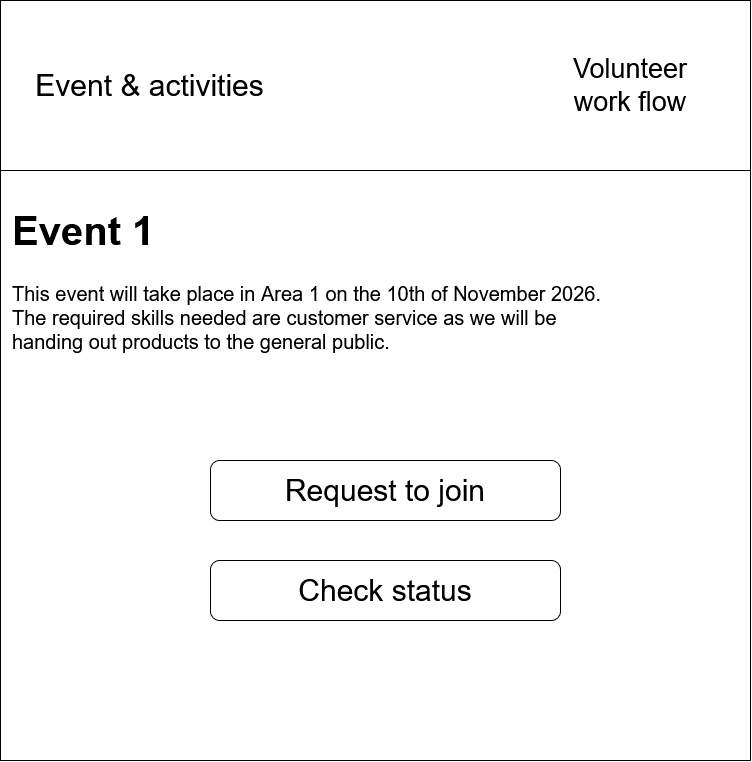 Event & activities
Volunteer
work flow
Event 1
This event will take place in Area 1 on the 10th of November 2026.
The required skills needed are customer service as we will be
handing out products to the general public.
Request to join
Check status